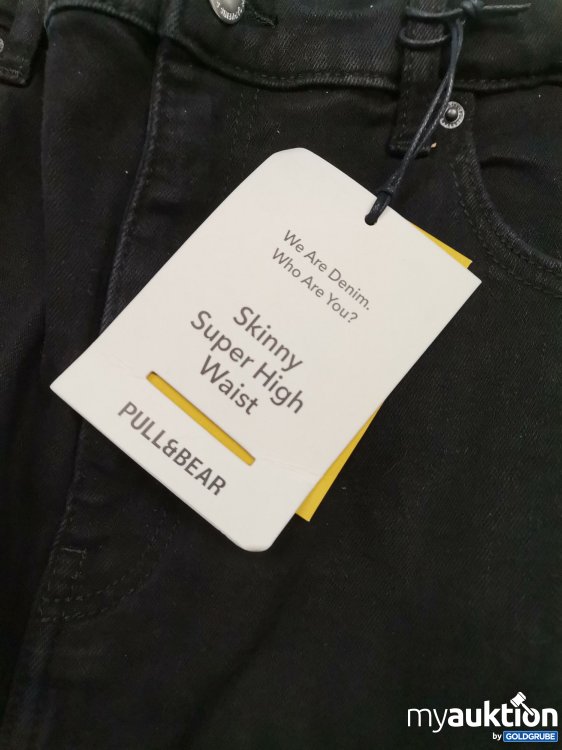 We Are Denim.
Who Are You?
Skinny
Super High
Waist
PULL&BEAR
myauktion
by GOLDGRUBE